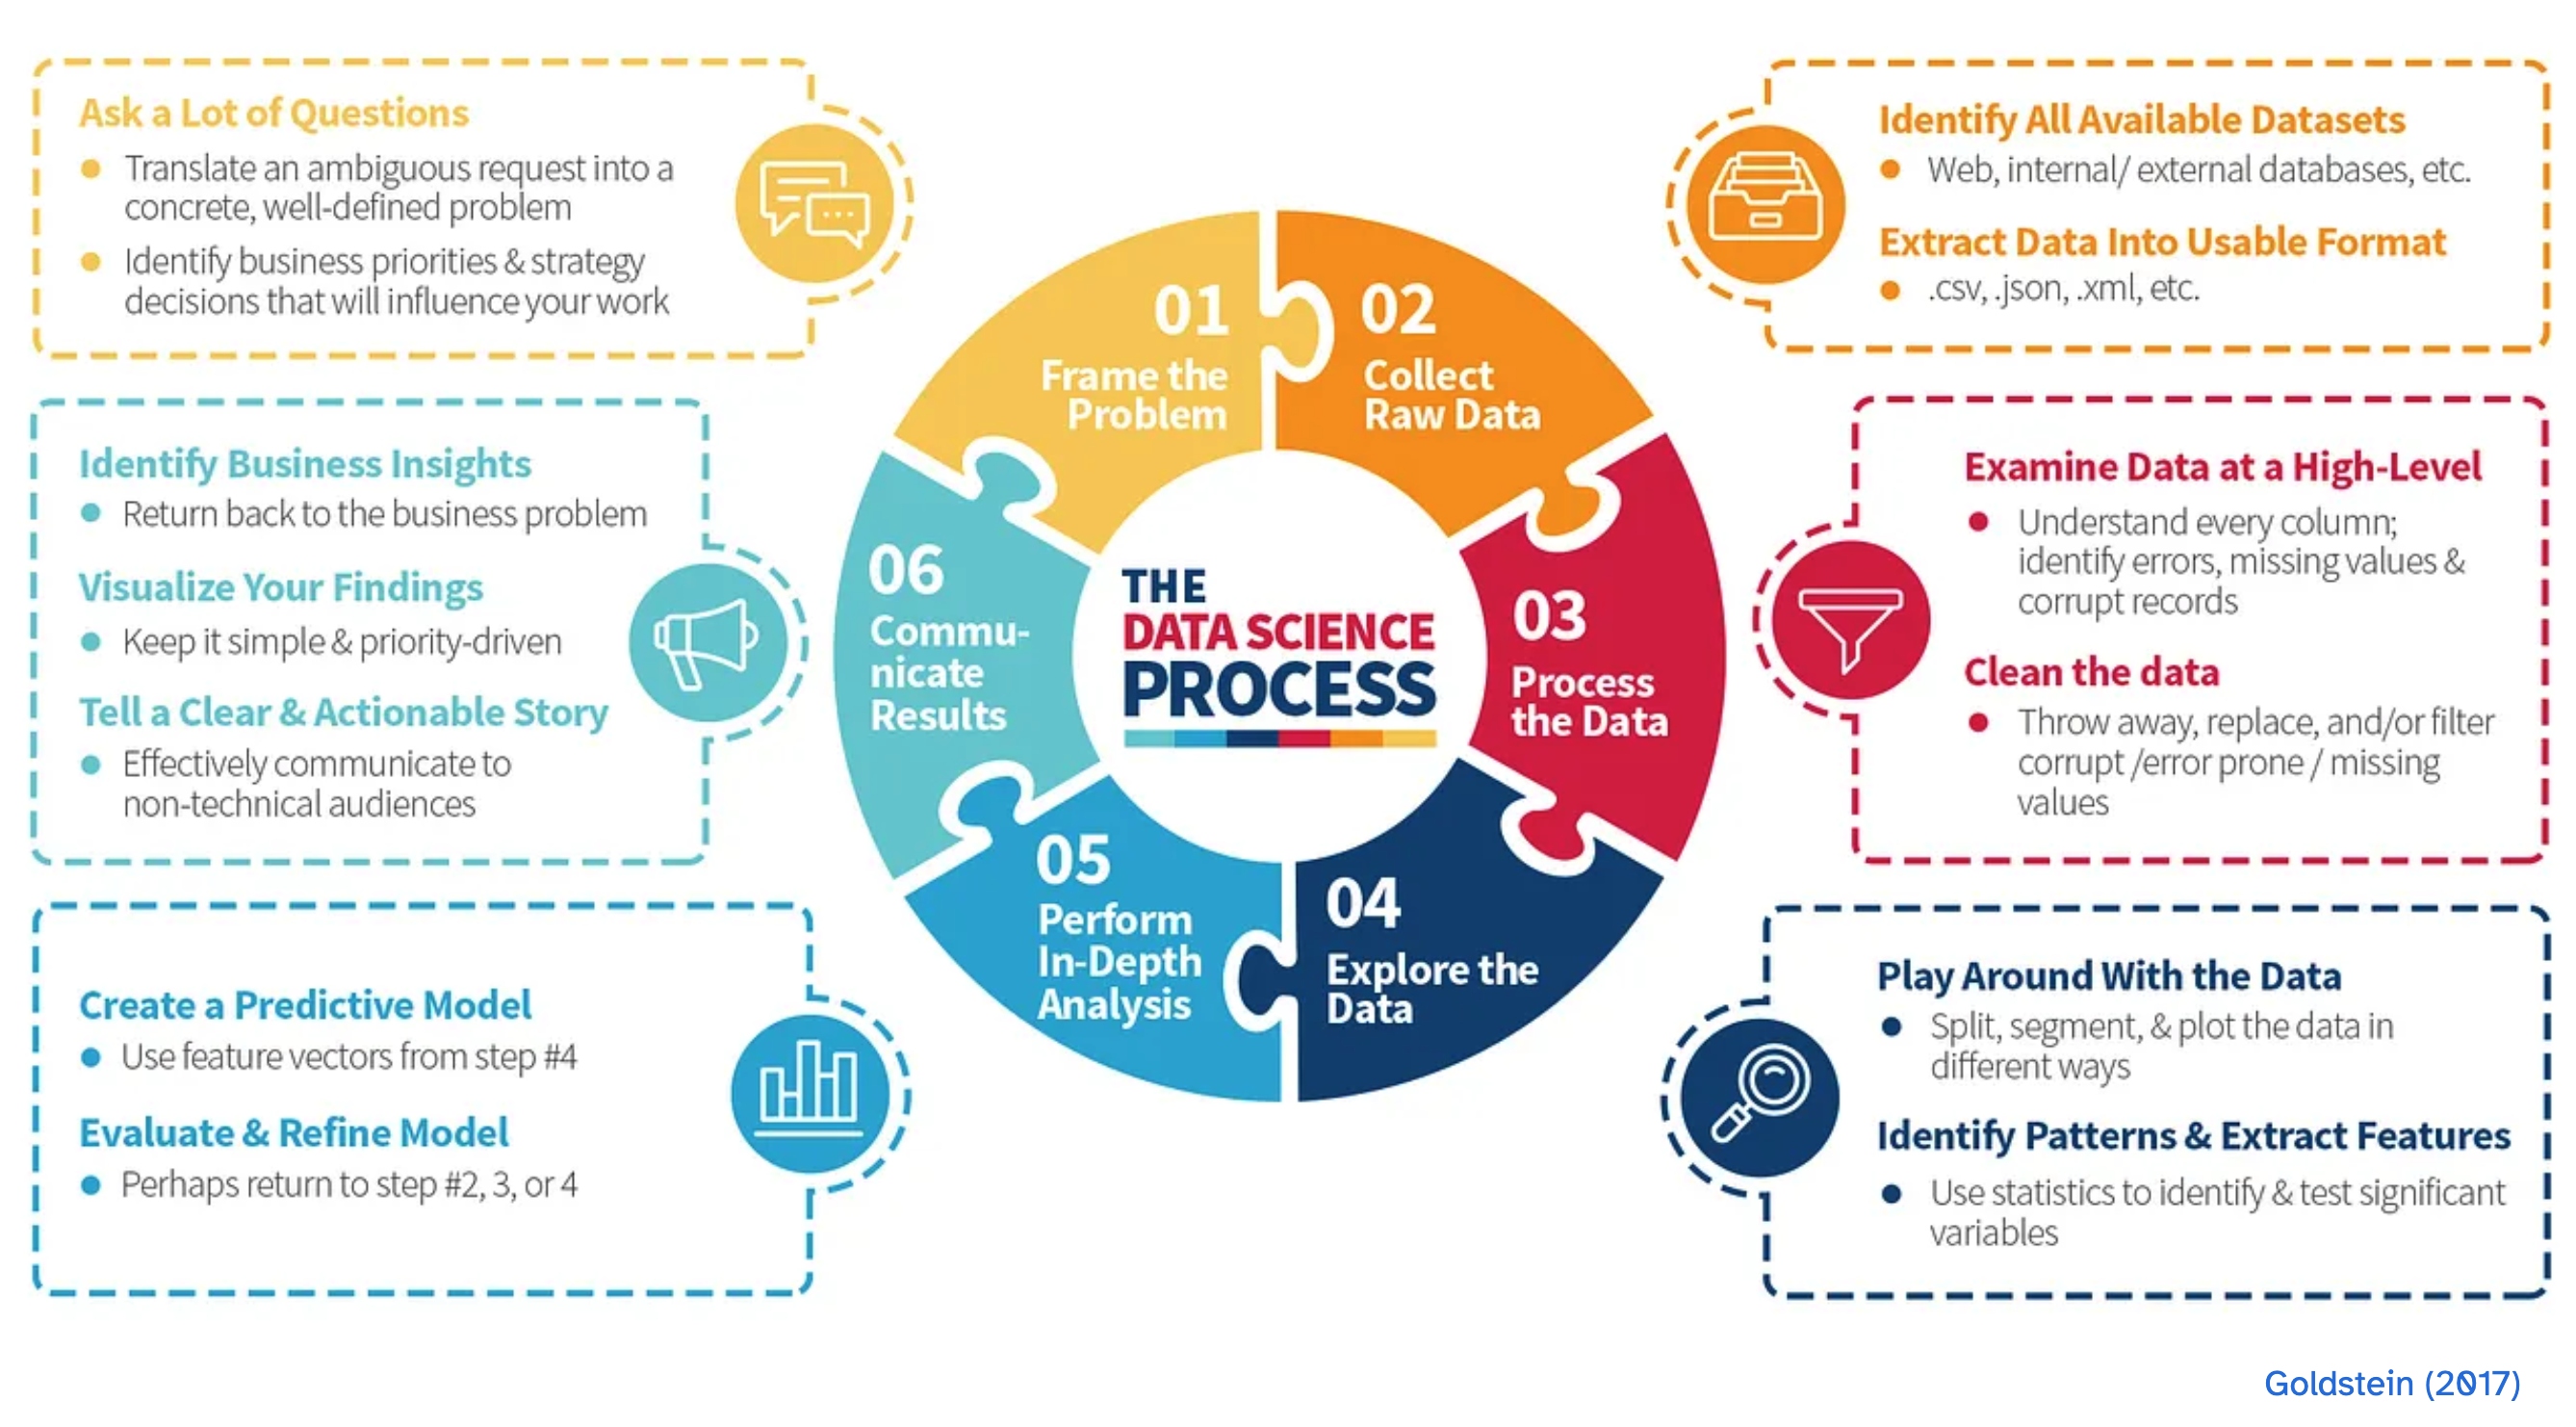 Ask a Lot of Questions
Translate an ambiguous request into a
concrete, well-defined problem
Identify business priorities & strategy
decisions that will influence your work
Identify All Available Datasets
Web, internal/ external databases, etc.
Extract Data Into Usable Format
.csv, .json, .xml, etc.
01
Frame the
Problem
02
Collect
Raw Data
Identify Business Insights
Return back to the business problem
Visualize Your Findings
Keep it simple & priority-driven
Tell a Clear & Actionable Story
Effectively communicate to
non-technical audiences
06
Commu-
nicate
Results
THE
DATA SCIENCE
PROCESS
03
Process
the Data
Examine Data at a High-Level
Understand every column;
identify errors, missing values &
corrupt records
Clean the data
Throw away, replace, and/or filter
corrupt /error prone / missing
values
05
Perform
In-Depth
Analysis
04
Explore the
Data
Create a Predictive Model
Use feature vectors from step #4
Evaluate & Refine Model
Perhaps return to step #2, 3, or 4
Play Around With the Data
Split, segment, & plot the data in
different ways
Identify Patterns & Extract Features
Use statistics to identify & test significant
variables
Goldstein (2017)